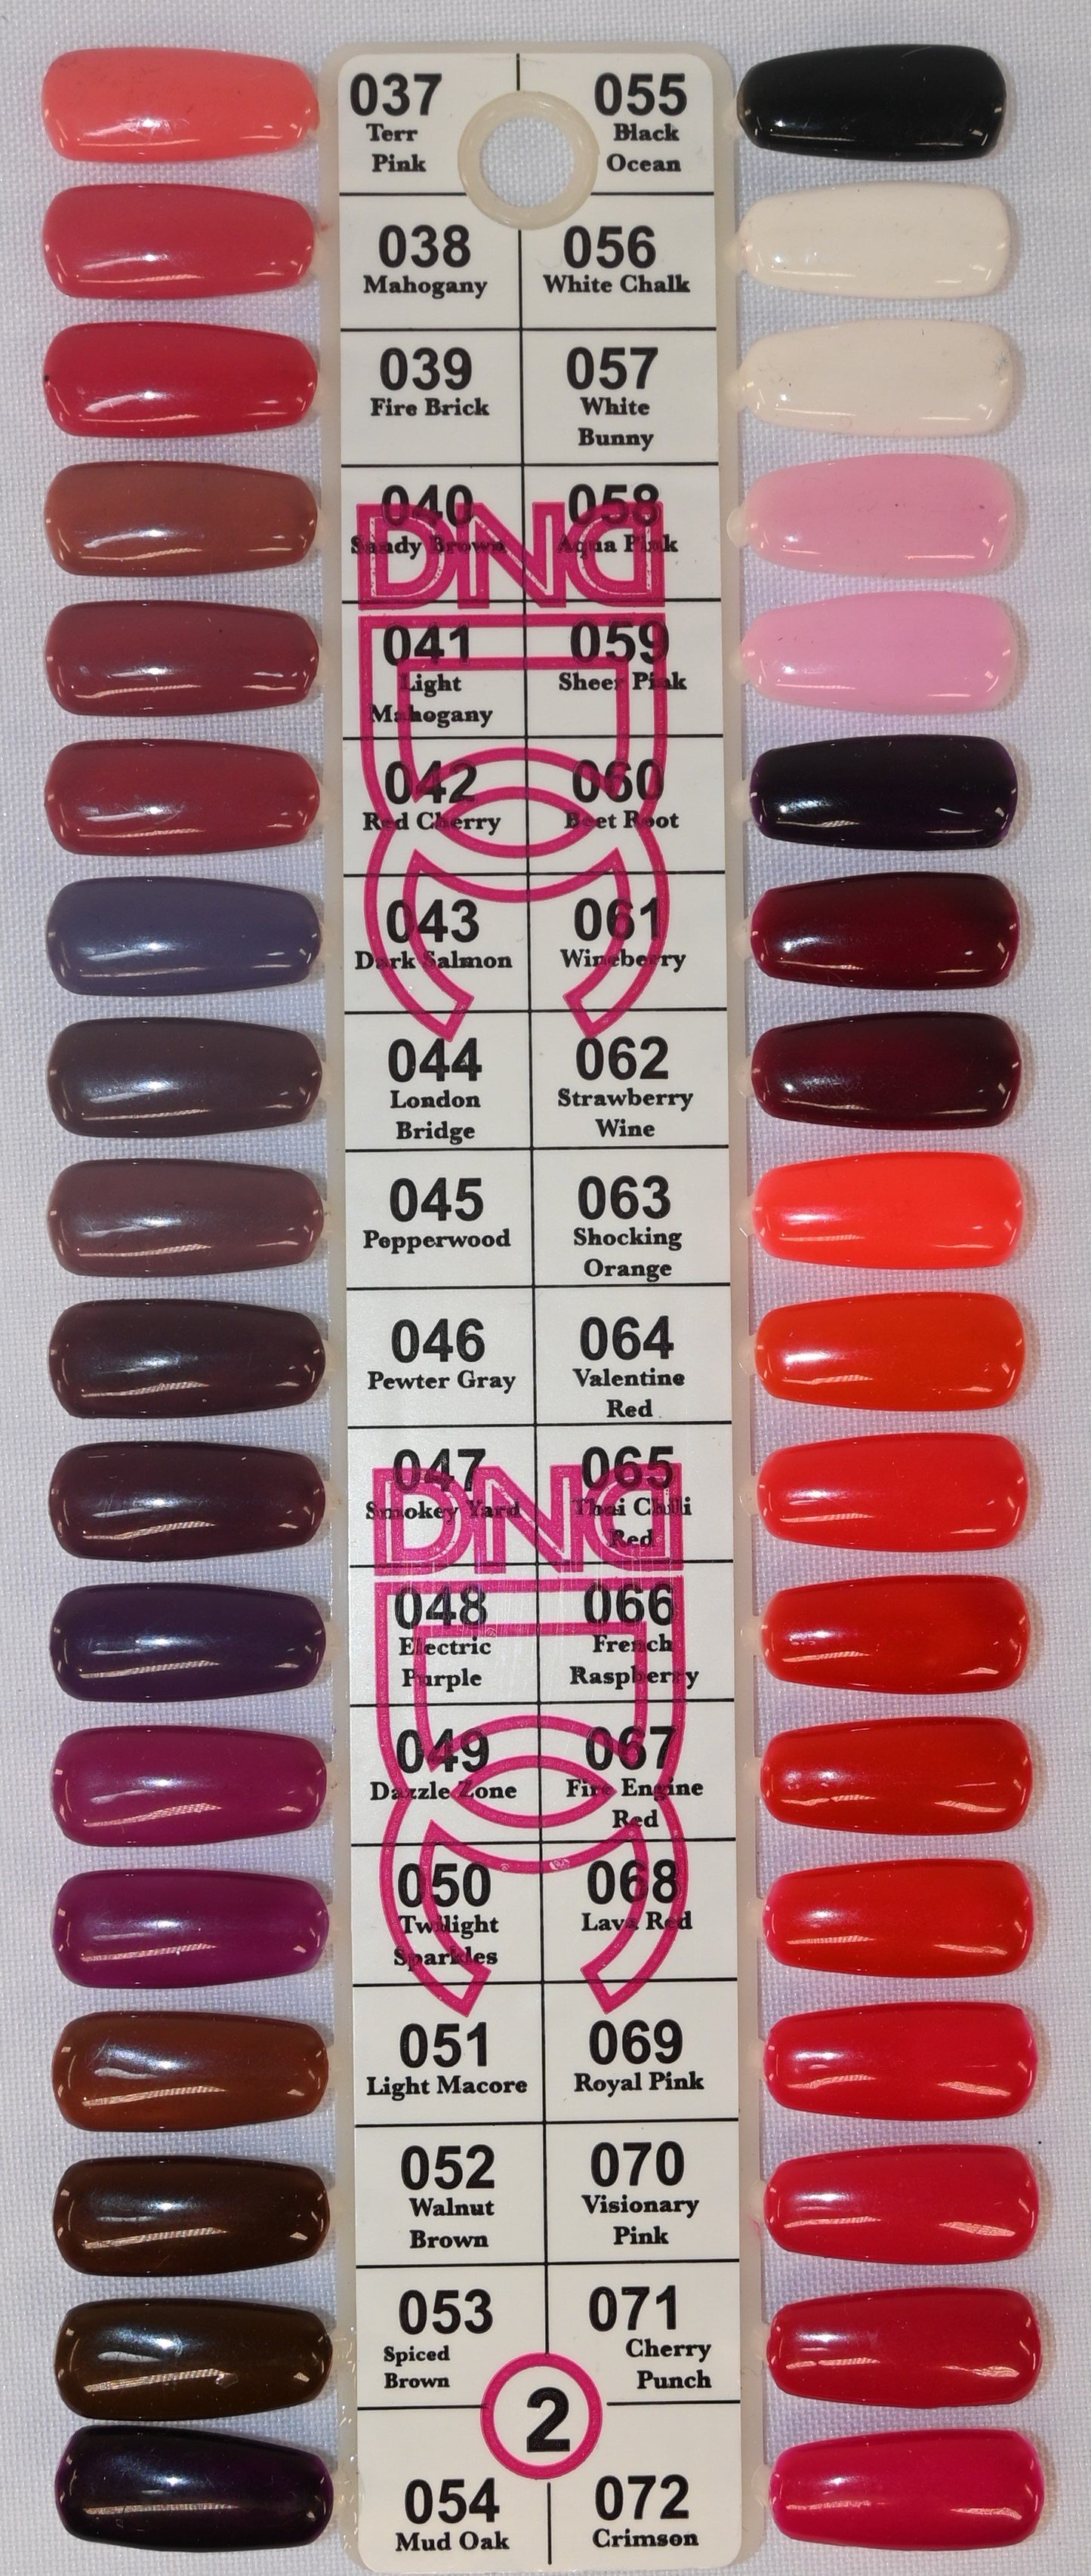 037
Terr
Pink
055
Black
Ocean
038
Mahogany
056
White Chalk
039
Fire Brick
057
White
Bunny
040
Sandy Brown
058
Aqua Pink
DND
041
Light
Mahogany
059
Sheer Pink
042
Red Cherry
060
Beet Root
043
Dark Salmon
061
Wineberry
044
London
Bridge
062
Strawberry
Wine
045
Pepperwood
063
Shocking
Orange
046
Pewter Gray
064
Valentine
Red
047
Smokey Yard
065
Thai Chili
Red
DND
048
Electric
Purple
066
French
Raspberry
049
Dazzle Zone
067
Fire Engine
Red
050
Twilight
Sparkles
068
Lava Red
051
Light Macore
069
Royal Pink
052
Walnut
Brown
070
Visionary
Pink
053
Spiced
Brown
071
Cherry
Punch
2
054
Mud Oak
072
Crimson